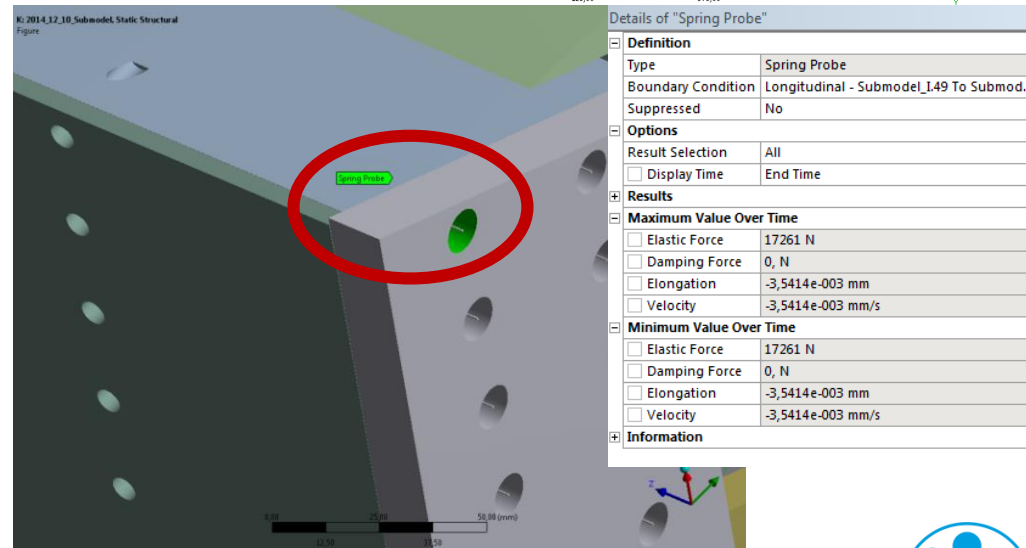 K: 2014_12_10_Submodel, Static Structural
Figure
Spring Probe
0,00 25,00 50,00 (mm)
12,50 37,50
Z
Details of "Spring Probe"
Definition
Type Spring Probe
Boundary Condition Longitudinal - Submodel_I.49 To Submod.
Suppressed No
Options
Result Selection All
Display Time End Time
Results
Maximum Value Over Time
Elastic Force 17261 N
Damping Force 0, N
Elongation -3,5414e-003 mm
Velocity -3,5414e-003 mm/s
Minimum Value Over Time
Elastic Force 17261 N
Damping Force 0, N
Elongation -3,5414e-003 mm
Velocity -3,5414e-003 mm/s
Information